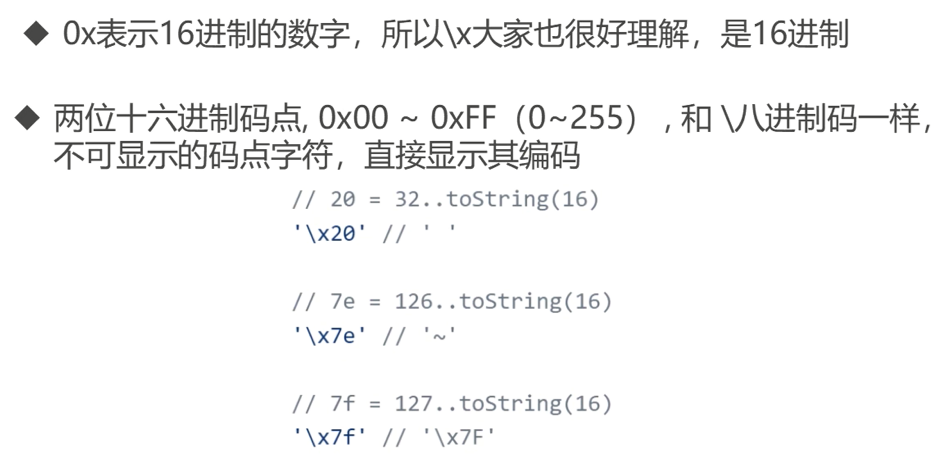 ◆ 0x表示16进制的数字，所以\x大家也很好理解，是16进制
◆ 两位十六进制码点, 0x00 ~ 0xFF（0~255） , 和 \八进制码一样，
不可显示的码点字符，直接显示其编码
// 20 = 32..toString(16)
'\x20' // ' '
// 7e = 126..toString(16)
'\x7e' // '~'
// 7f = 127..toString(16)
'\x7f' // '\x7F'